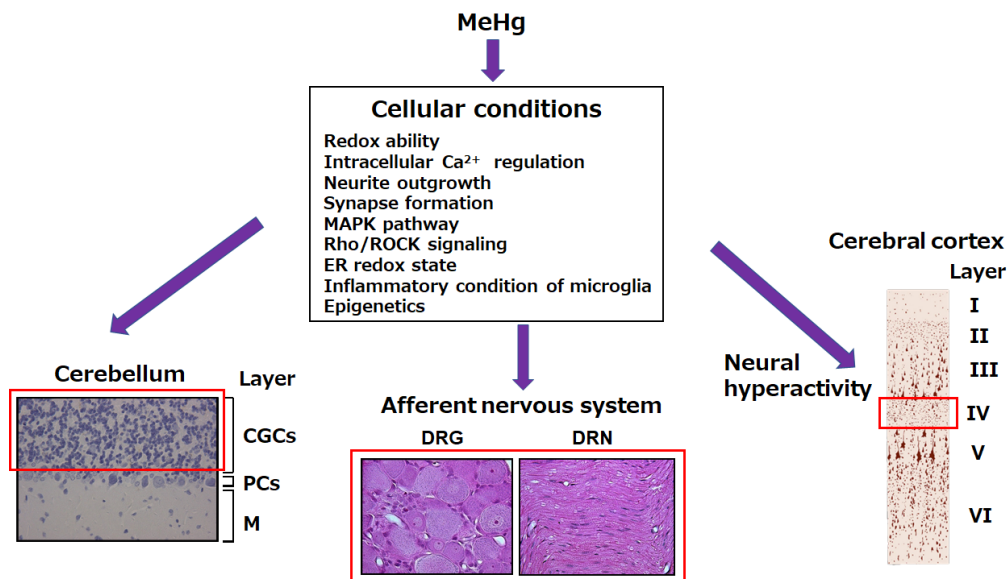 MeHg
Cellular conditions
Redox ability
Intracellular Ca²⁺ regulation
Neurite outgrowth
Synapse formation
MAPK pathway
Rho/ROCK signaling
ER redox state
Inflammatory condition of microglia
Epigenetics
Cerebellum
Layer
CGCs
PCs
M
Afferent nervous system
DRG
DRN
Neural
hyperactivity
Cerebral cortex
Layer
I
II
III
IV
V
VI